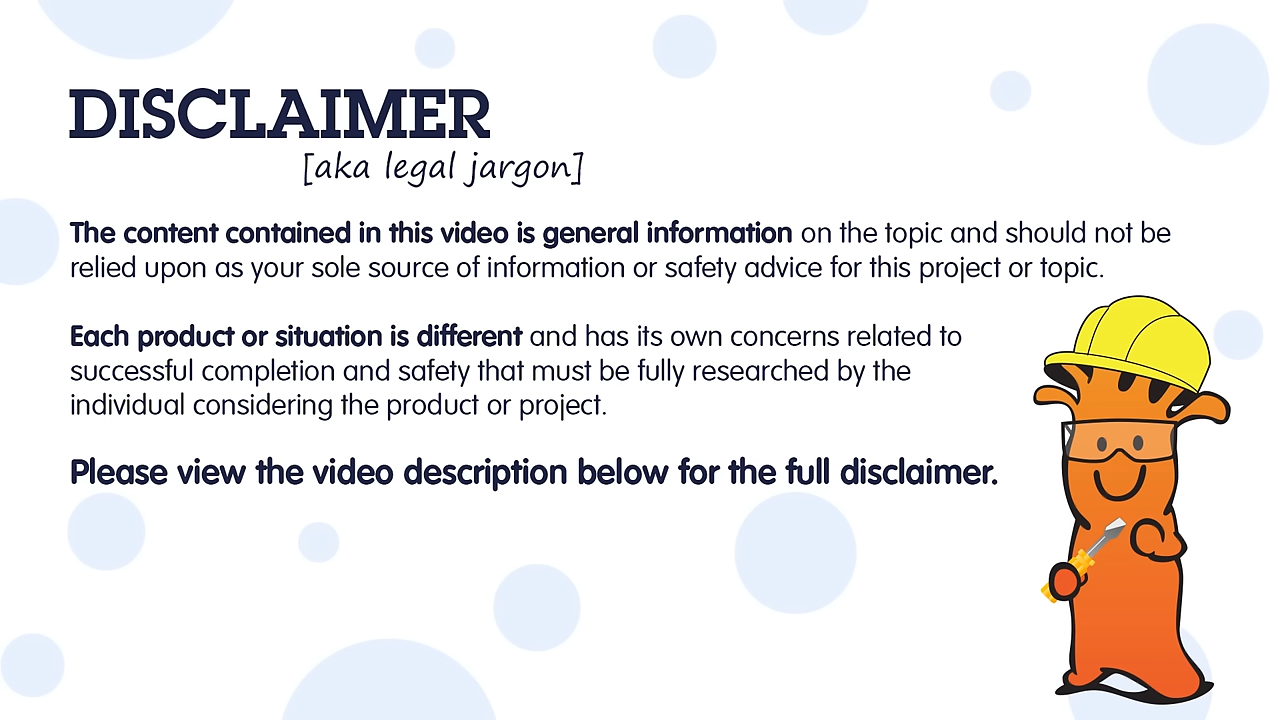 DISCLAIMER
[aka legal jargon]
The content contained in this video is general information on the topic and should not be
relied upon as your sole source of information or safety advice for this project or topic.
Each product or situation is different and has its own concerns related to
successful completion and safety that must be fully researched by the
individual considering the product or project.
Please view the video description below for the full disclaimer.